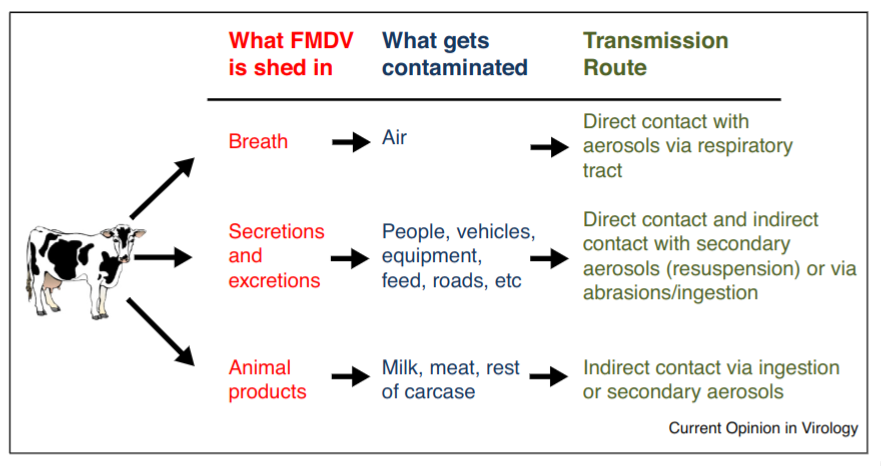 What FMDV
is shed in
What gets
contaminated
Transmission
Route
Breath
Air
Direct contact with
aerosols via respiratory
tract
Secretions
and
excretions
People, vehicles,
equipment,
feed, roads, etc
Direct contact and indirect
contact with secondary
aerosols (resuspension) or via
abrasions/ingestion
Animal
products
Milk, meat, rest
of carcase
Indirect contact via ingestion
or secondary aerosols
Current Opinion in Virology